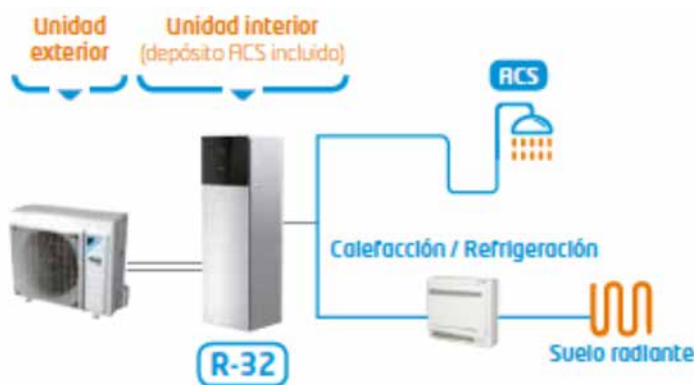 Unidad exterior
Unidad interior
(depósito ACS incluido)
ACS
Calefacción / Refrigeración
R-32
Suelo radiante